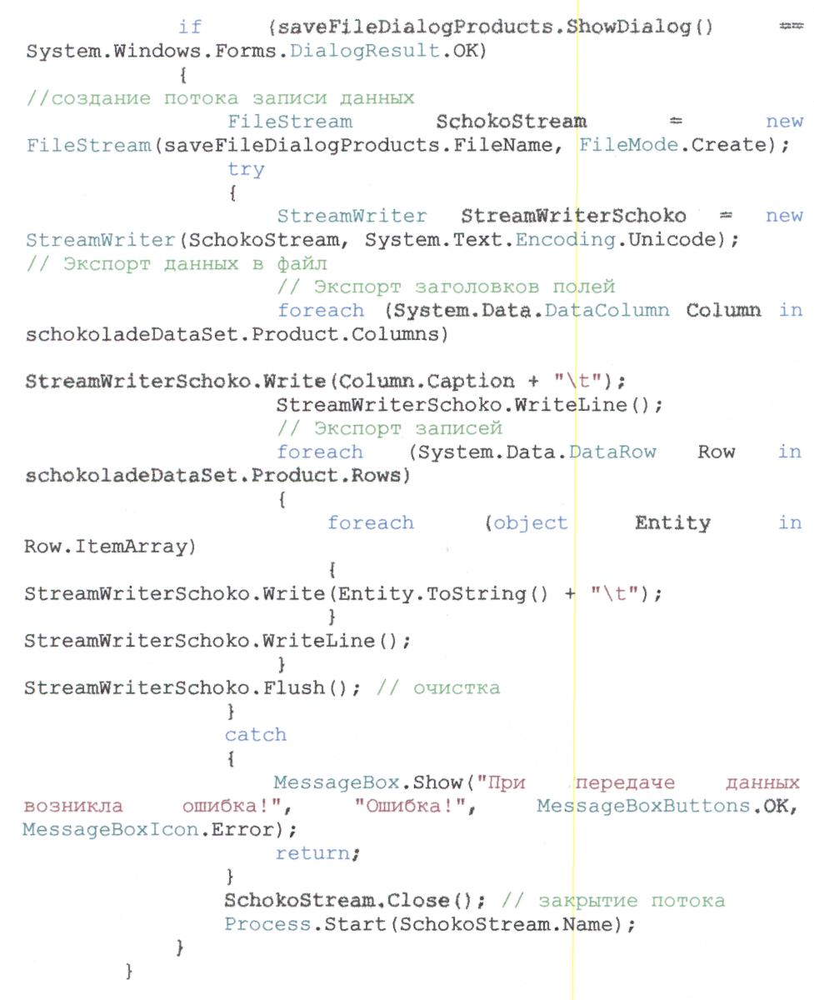 if (saveFileDialogProducts.ShowDialog() ==
System.Windows.Forms.DialogResult.OK)
{
//создание потока записи данных
FileStream SchokoStream = new
FileStream(saveFileDialogProducts.FileName, FileMode.Create);
try
{
StreamWriter StreamWriterSchoko = new
StreamWriter(SchokoStream, System.Text.Encoding.Unicode);
// Экспорт данных в файл
// Экспорт заголовков полей
foreach (System.Data.DataColumn Column in
schokoladeDataSet.Product.Columns)
StreamWriterSchoko.Write(Column.Caption + "\t");
StreamWriterSchoko.WriteLine();
// Экспорт записей
foreach (System.Data.DataRow Row in
schokoladeDataSet.Product.Rows)
{
foreach (object Entity in
Row.ItemArray)
{
StreamWriterSchoko.Write(Entity.ToString() + "\t");
}
StreamWriterSchoko.WriteLine();
}
StreamWriterSchoko.Flush(); // очистка
}
catch
{
MessageBox.Show("При передаче данных
возникла ошибка!", "Ошибка!", MessageBoxButtons.OK,
MessageBoxIcon.Error);
return;
}
SchokoStream.Close(); // закрытие потока
Process.Start(SchokoStream.Name);
}
}